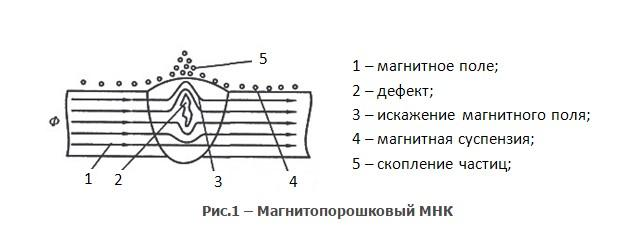 5
1 – магнитное поле;
2 – дефект;
3 – искажение магнитного поля;
4 – магнитная суспензия;
5 – скопление частиц;
Ф
1
2
3
4
Рис.1 – Магнитопорошковый МНК